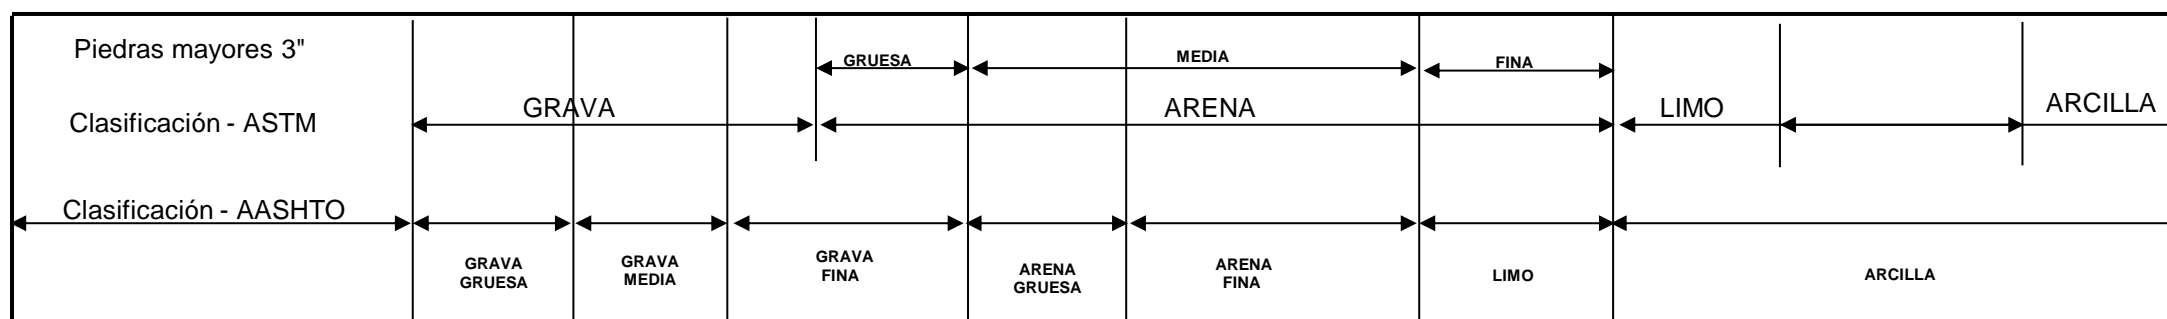 Piedras mayores 3"
GRUESA
MEDIA
FINA
Clasificación - ASTM
GRAVA
ARENA
LIMO
ARCILLA
Clasificación - AASHTO
GRAVA
GRUESA
GRAVA
MEDIA
GRAVA
FINA
ARENA
GRUESA
ARENA
FINA
LIMO
ARCILLA